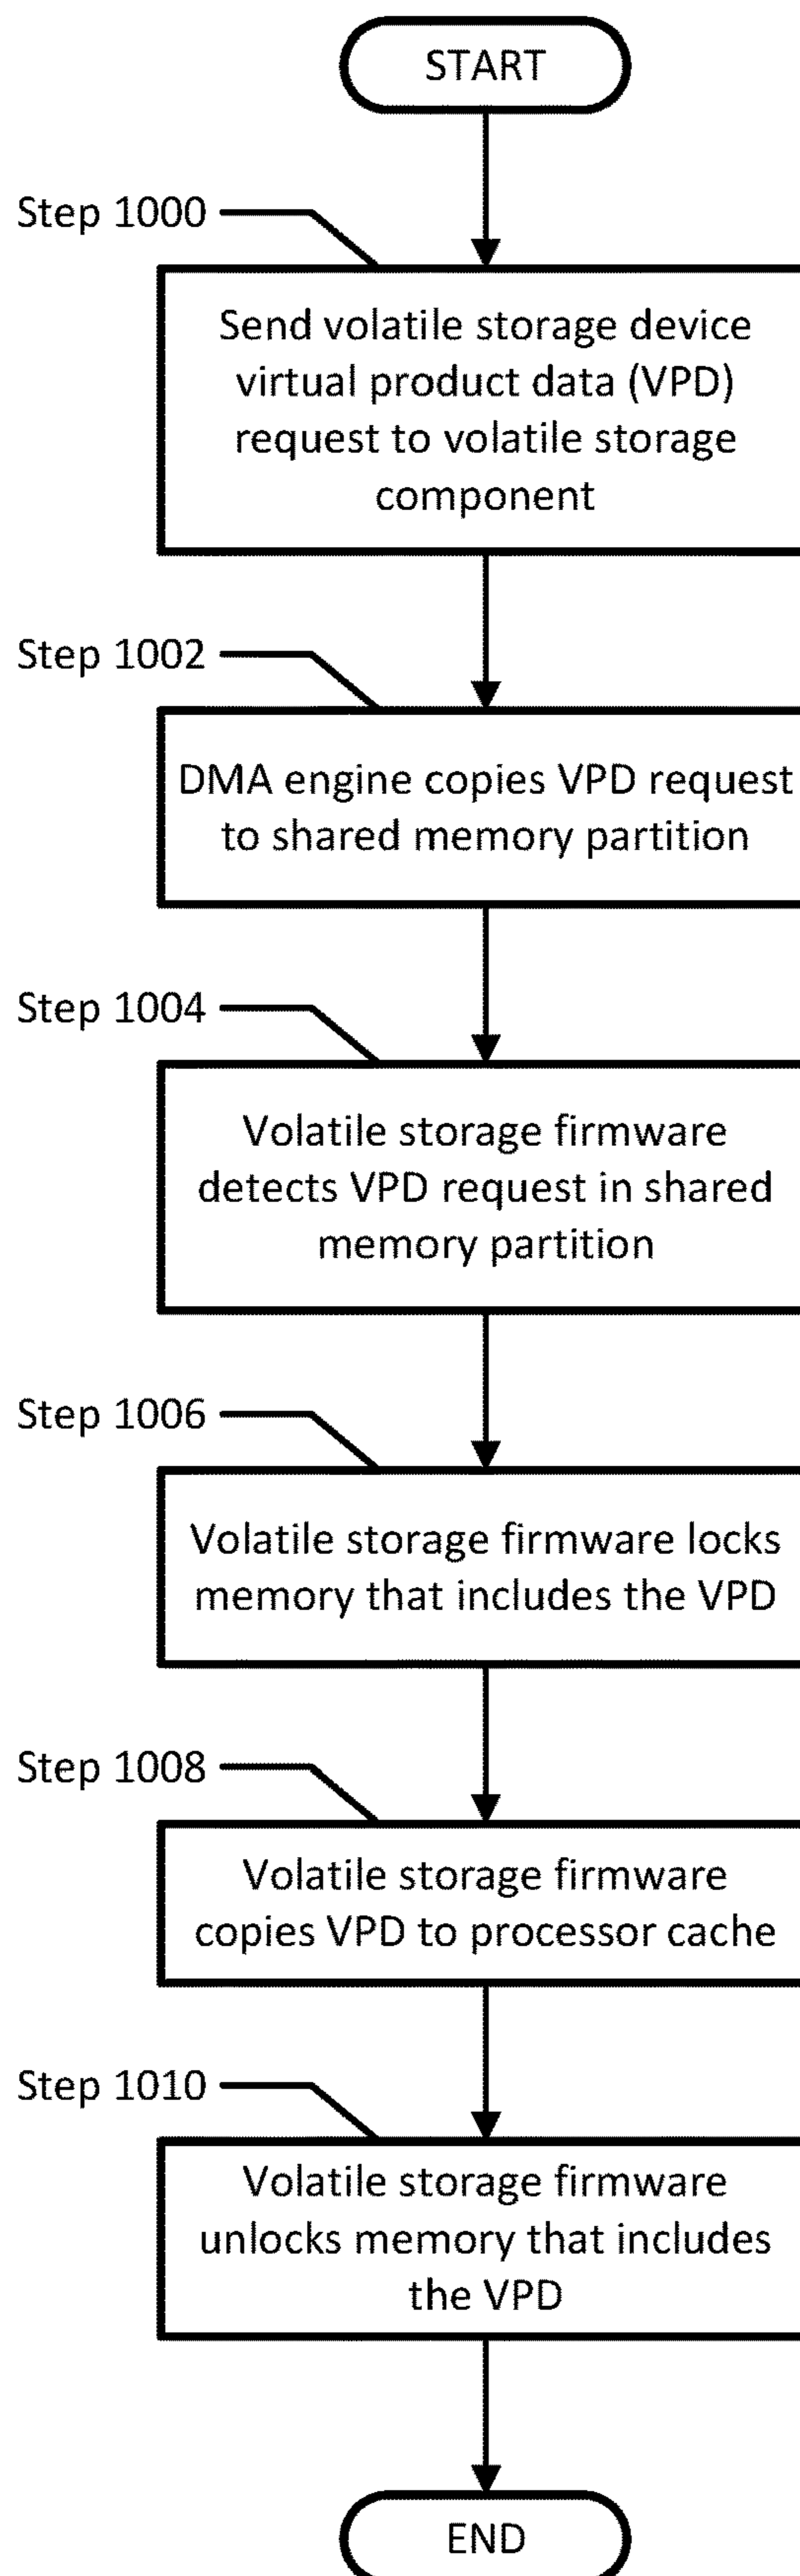 START
Step 1000
Send volatile storage device
virtual product data (VPD)
request to volatile storage
component
Step 1002
DMA engine copies VPD request
to shared memory partition
Step 1004
Volatile storage firmware
detects VPD request in shared
memory partition
Step 1006
Volatile storage firmware locks
memory that includes the VPD
Step 1008
Volatile storage firmware
copies VPD to processor cache
Step 1010
Volatile storage firmware
unlocks memory that includes
the VPD
END